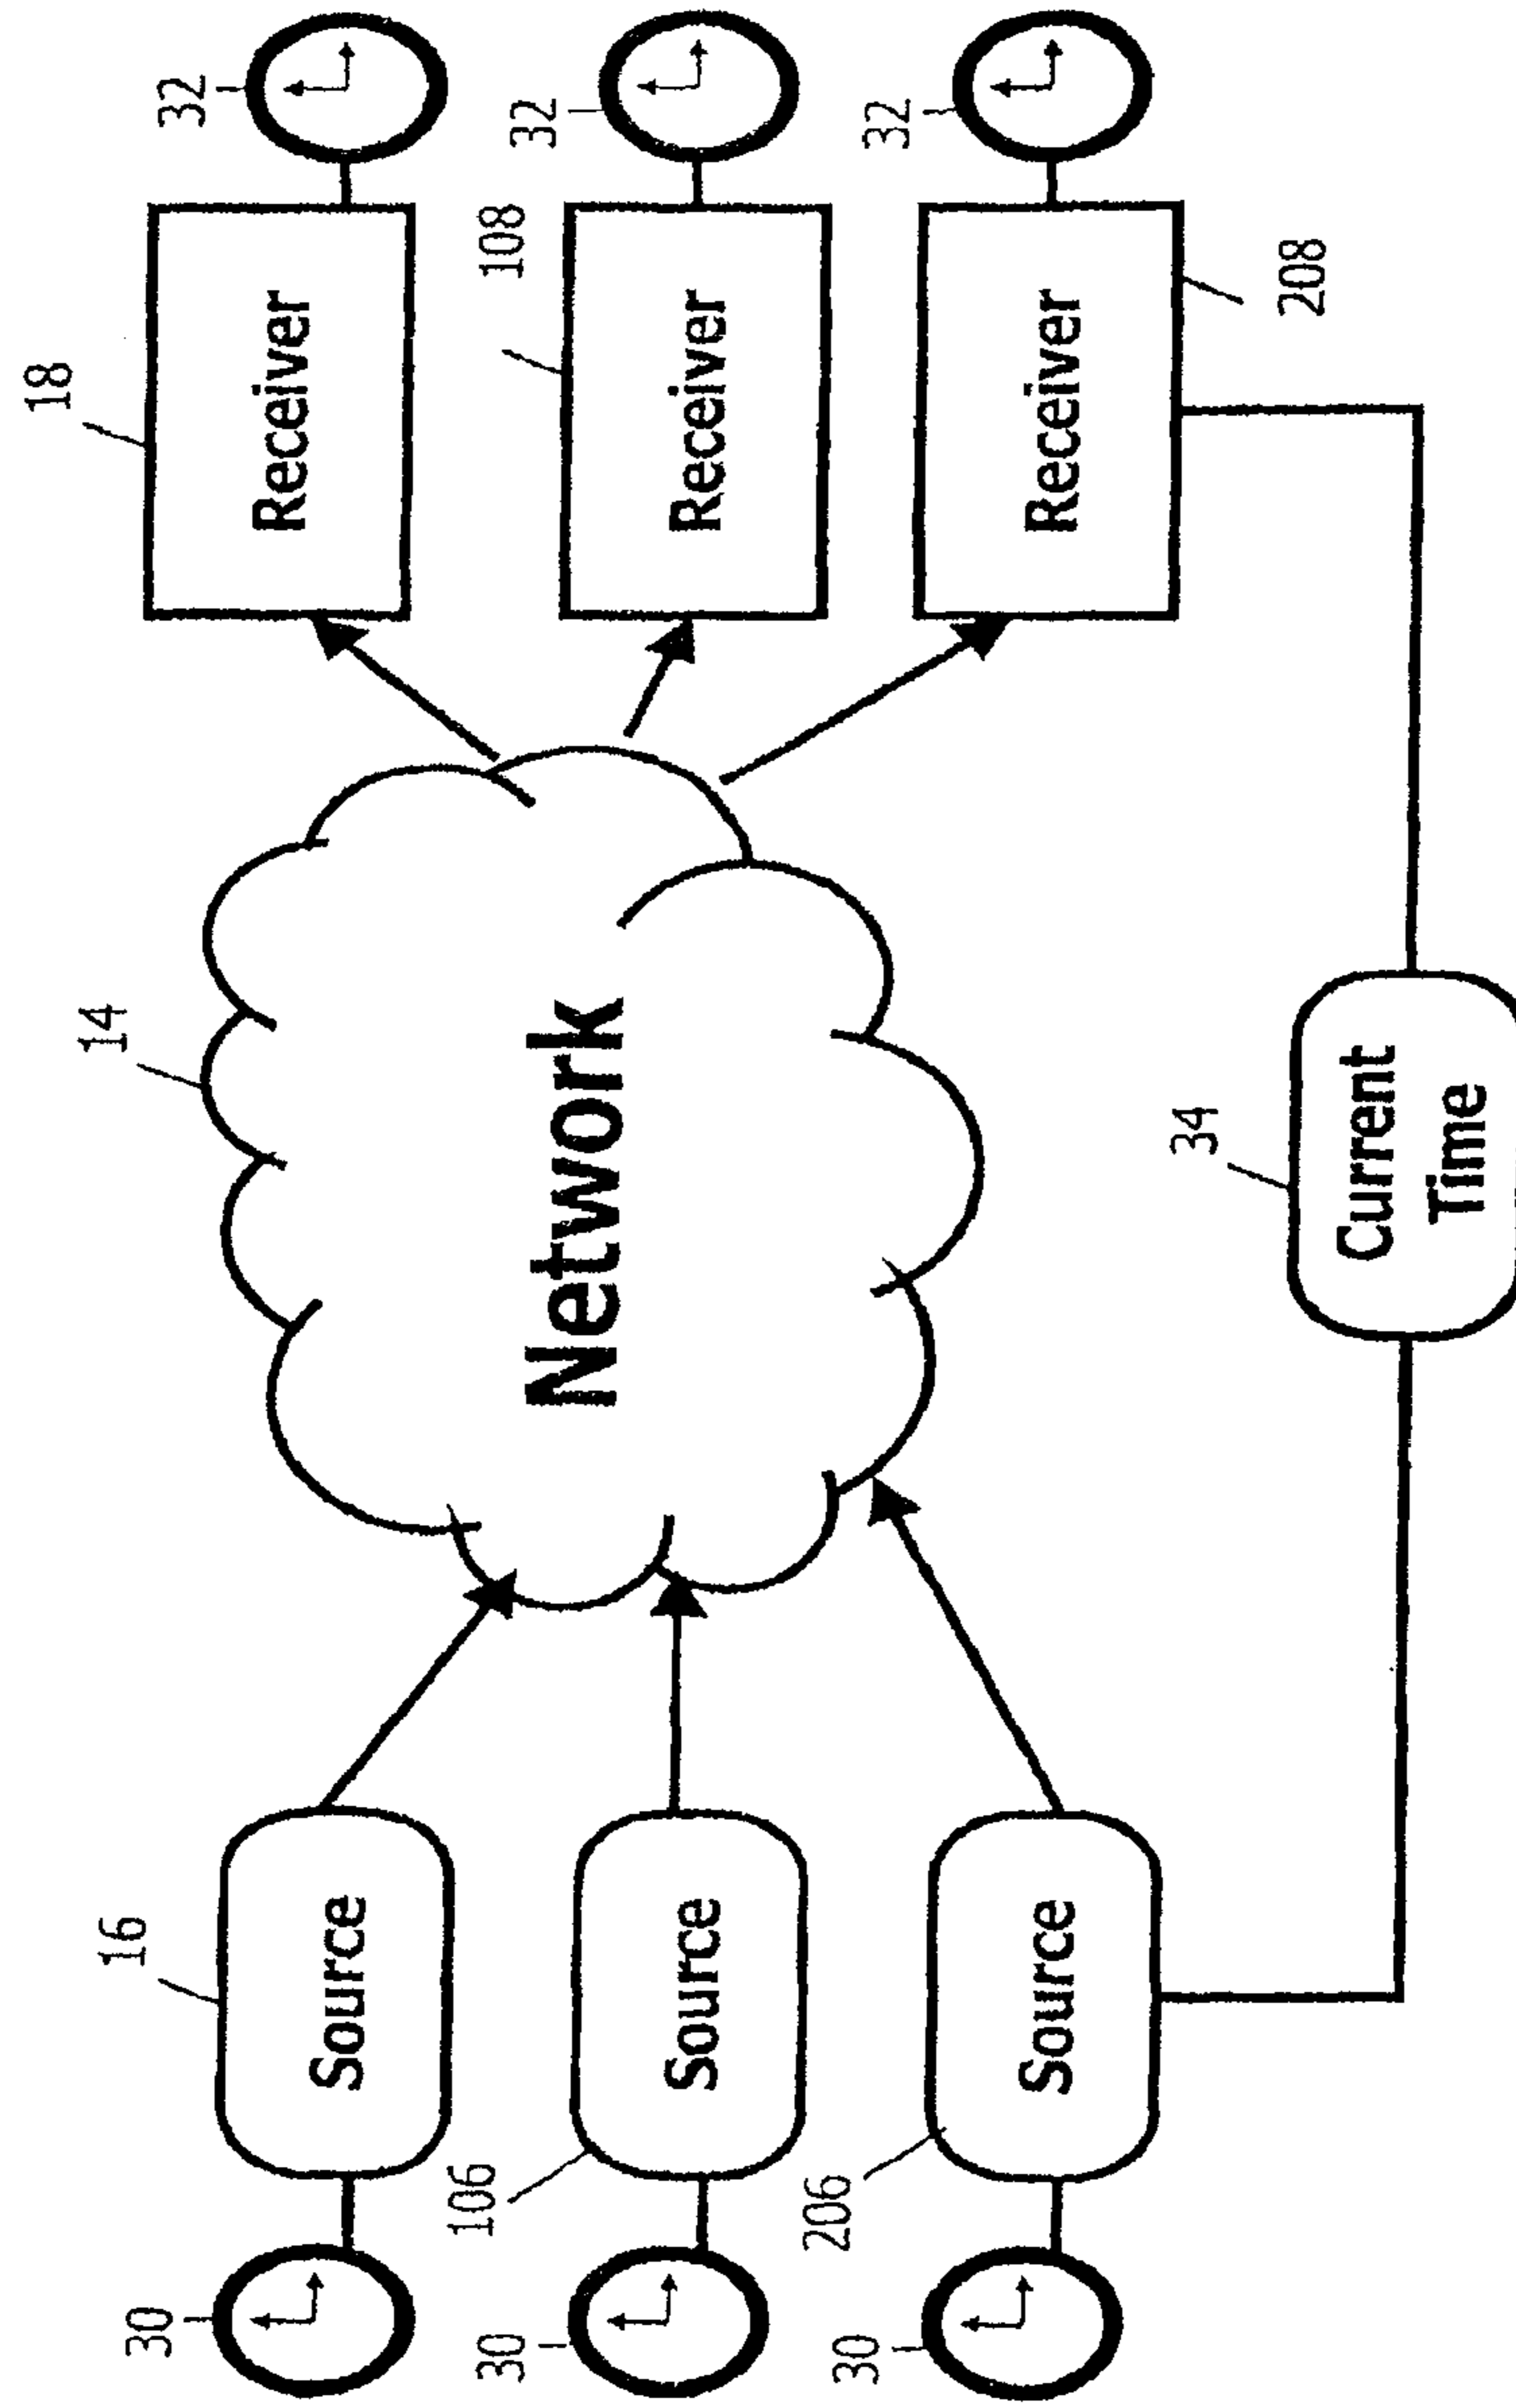 30
16
Source
30
106
Source
30
206
Source
14
Network
34
Current
Time
18
Receiver
32
108
Receiver
32
Receiver
208
32